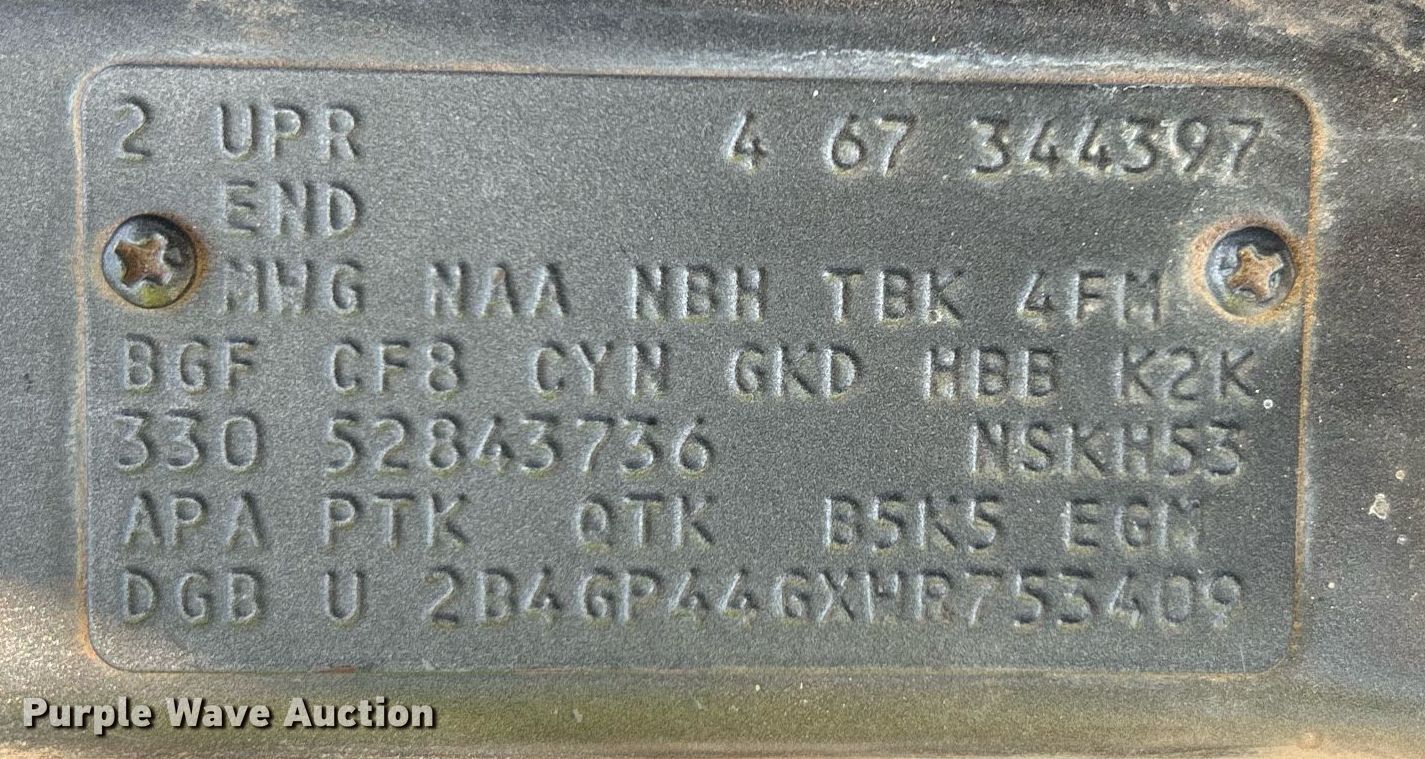 2 UPR 4 67 344397
END
MWG NAA NBH TBK 4FM
BGF CF8 CYN GKD HBB K2K
330 52843736 NSKH53
APA PTK QTK B5K5 EGM
DGB U 2B4GP44GXWR753409
Purple Wave Auction